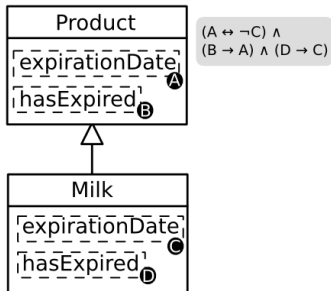 Product
(A ↔ ¬C) ∧
(B → A) ∧ (D → C)
expirationDate
A
hasExpired
B
Milk
expirationDate
C
hasExpired
D